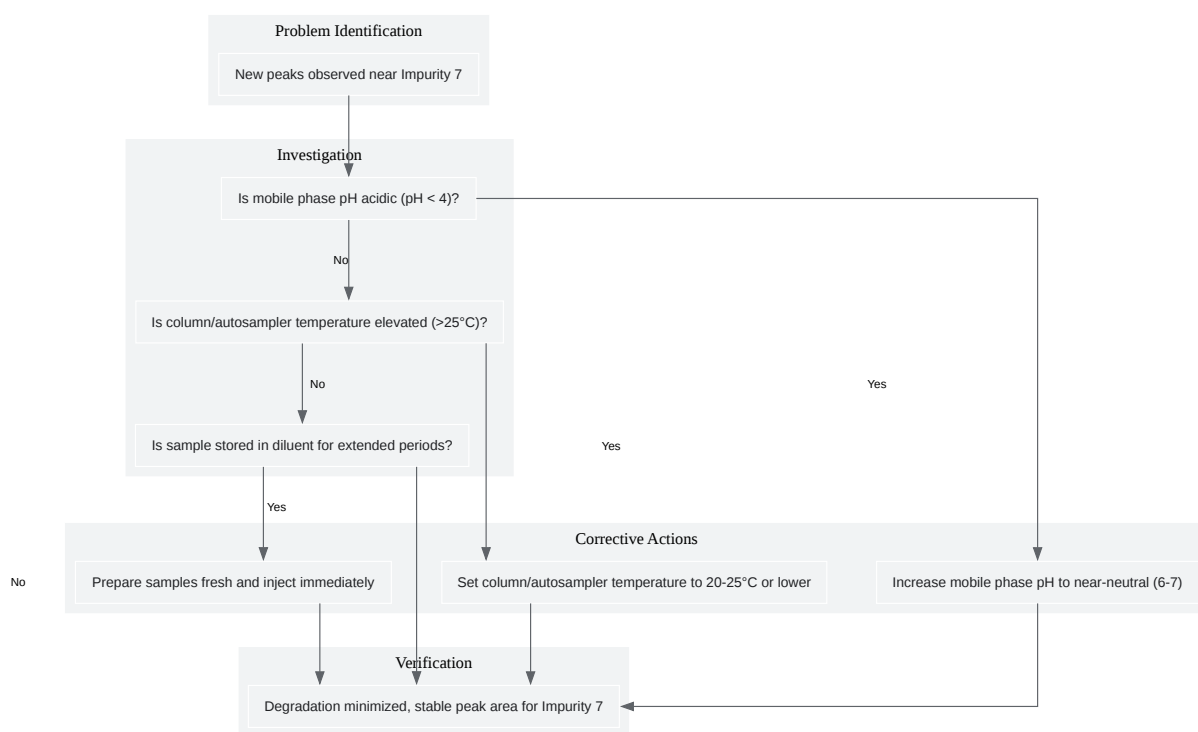 Problem Identification
New peaks observed near Impurity 7
Investigation
Is mobile phase pH acidic (pH < 4)?
No
Is column/autosampler temperature elevated (>25°C)?
No
Yes
Is sample stored in diluent for extended periods?
Yes
Yes
Corrective Actions
No
Prepare samples fresh and inject immediately
Set column/autosampler temperature to 20-25°C or lower
Increase mobile phase pH to near-neutral (6-7)
Verification
Degradation minimized, stable peak area for Impurity 7